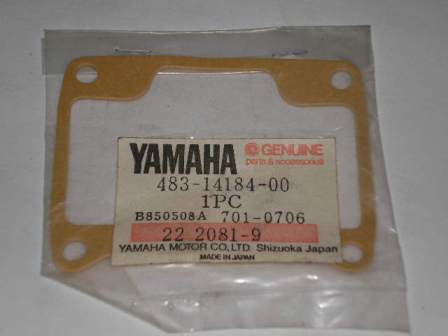 YAMAHA GENUINE
parts & accessories
483-14184-00
1PC
B850508A 701-0706
22 2081-9
YAMAHA MOTOR CO,LTD Shizuoka Japan
MADE IN JAPAN